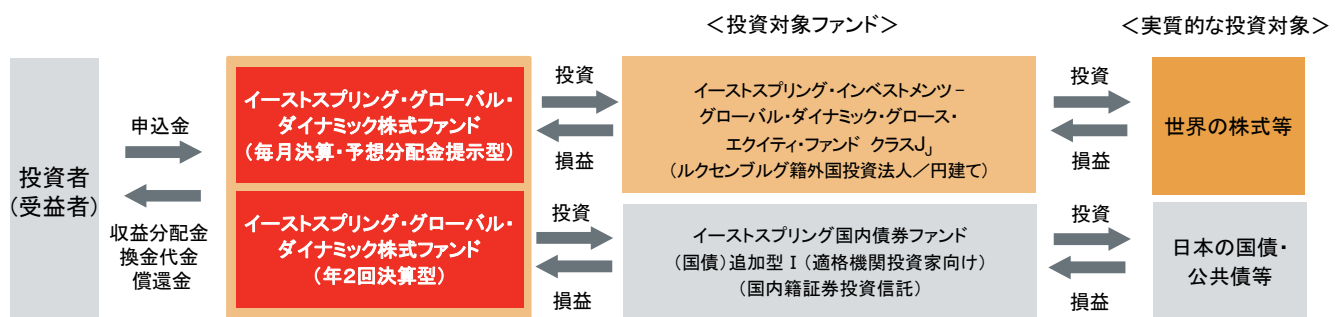 <投資対象ファンド>
<実質的な投資対象>
投資者
(受益者)
申込金
収益分配金
換金代金
償還金
イーストスプリング・グローバル・
ダイナミック株式ファンド
(毎月決算・予想分配金提示型)
イーストスプリング・グローバル・
ダイナミック株式ファンド
(年2回決算型)
投資
損益
投資
損益
イーストスプリング・インベストメンツ-
グローバル・ダイナミック・グロース・
エクイティ・ファンド クラスJJ
(ルクセンブルグ籍外国投資法人/円建て)
イーストスプリング国内債券ファンド
(国債)追加型Ⅰ(適格機関投資家向け)
(国内籍証券投資信託)
投資
損益
投資
損益
世界の株式等
日本の国債・
公共債等